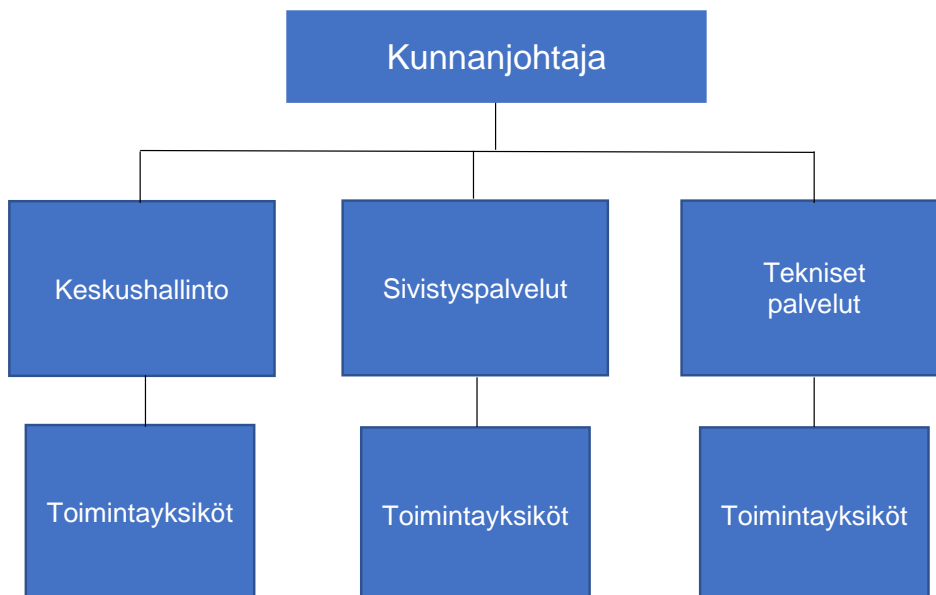 Kunnanjohtaja
Keskushallinto
Sivistyspalvelut
Tekniset
palvelut
Toimintayksiköt
Toimintayksiköt
Toimintayksiköt